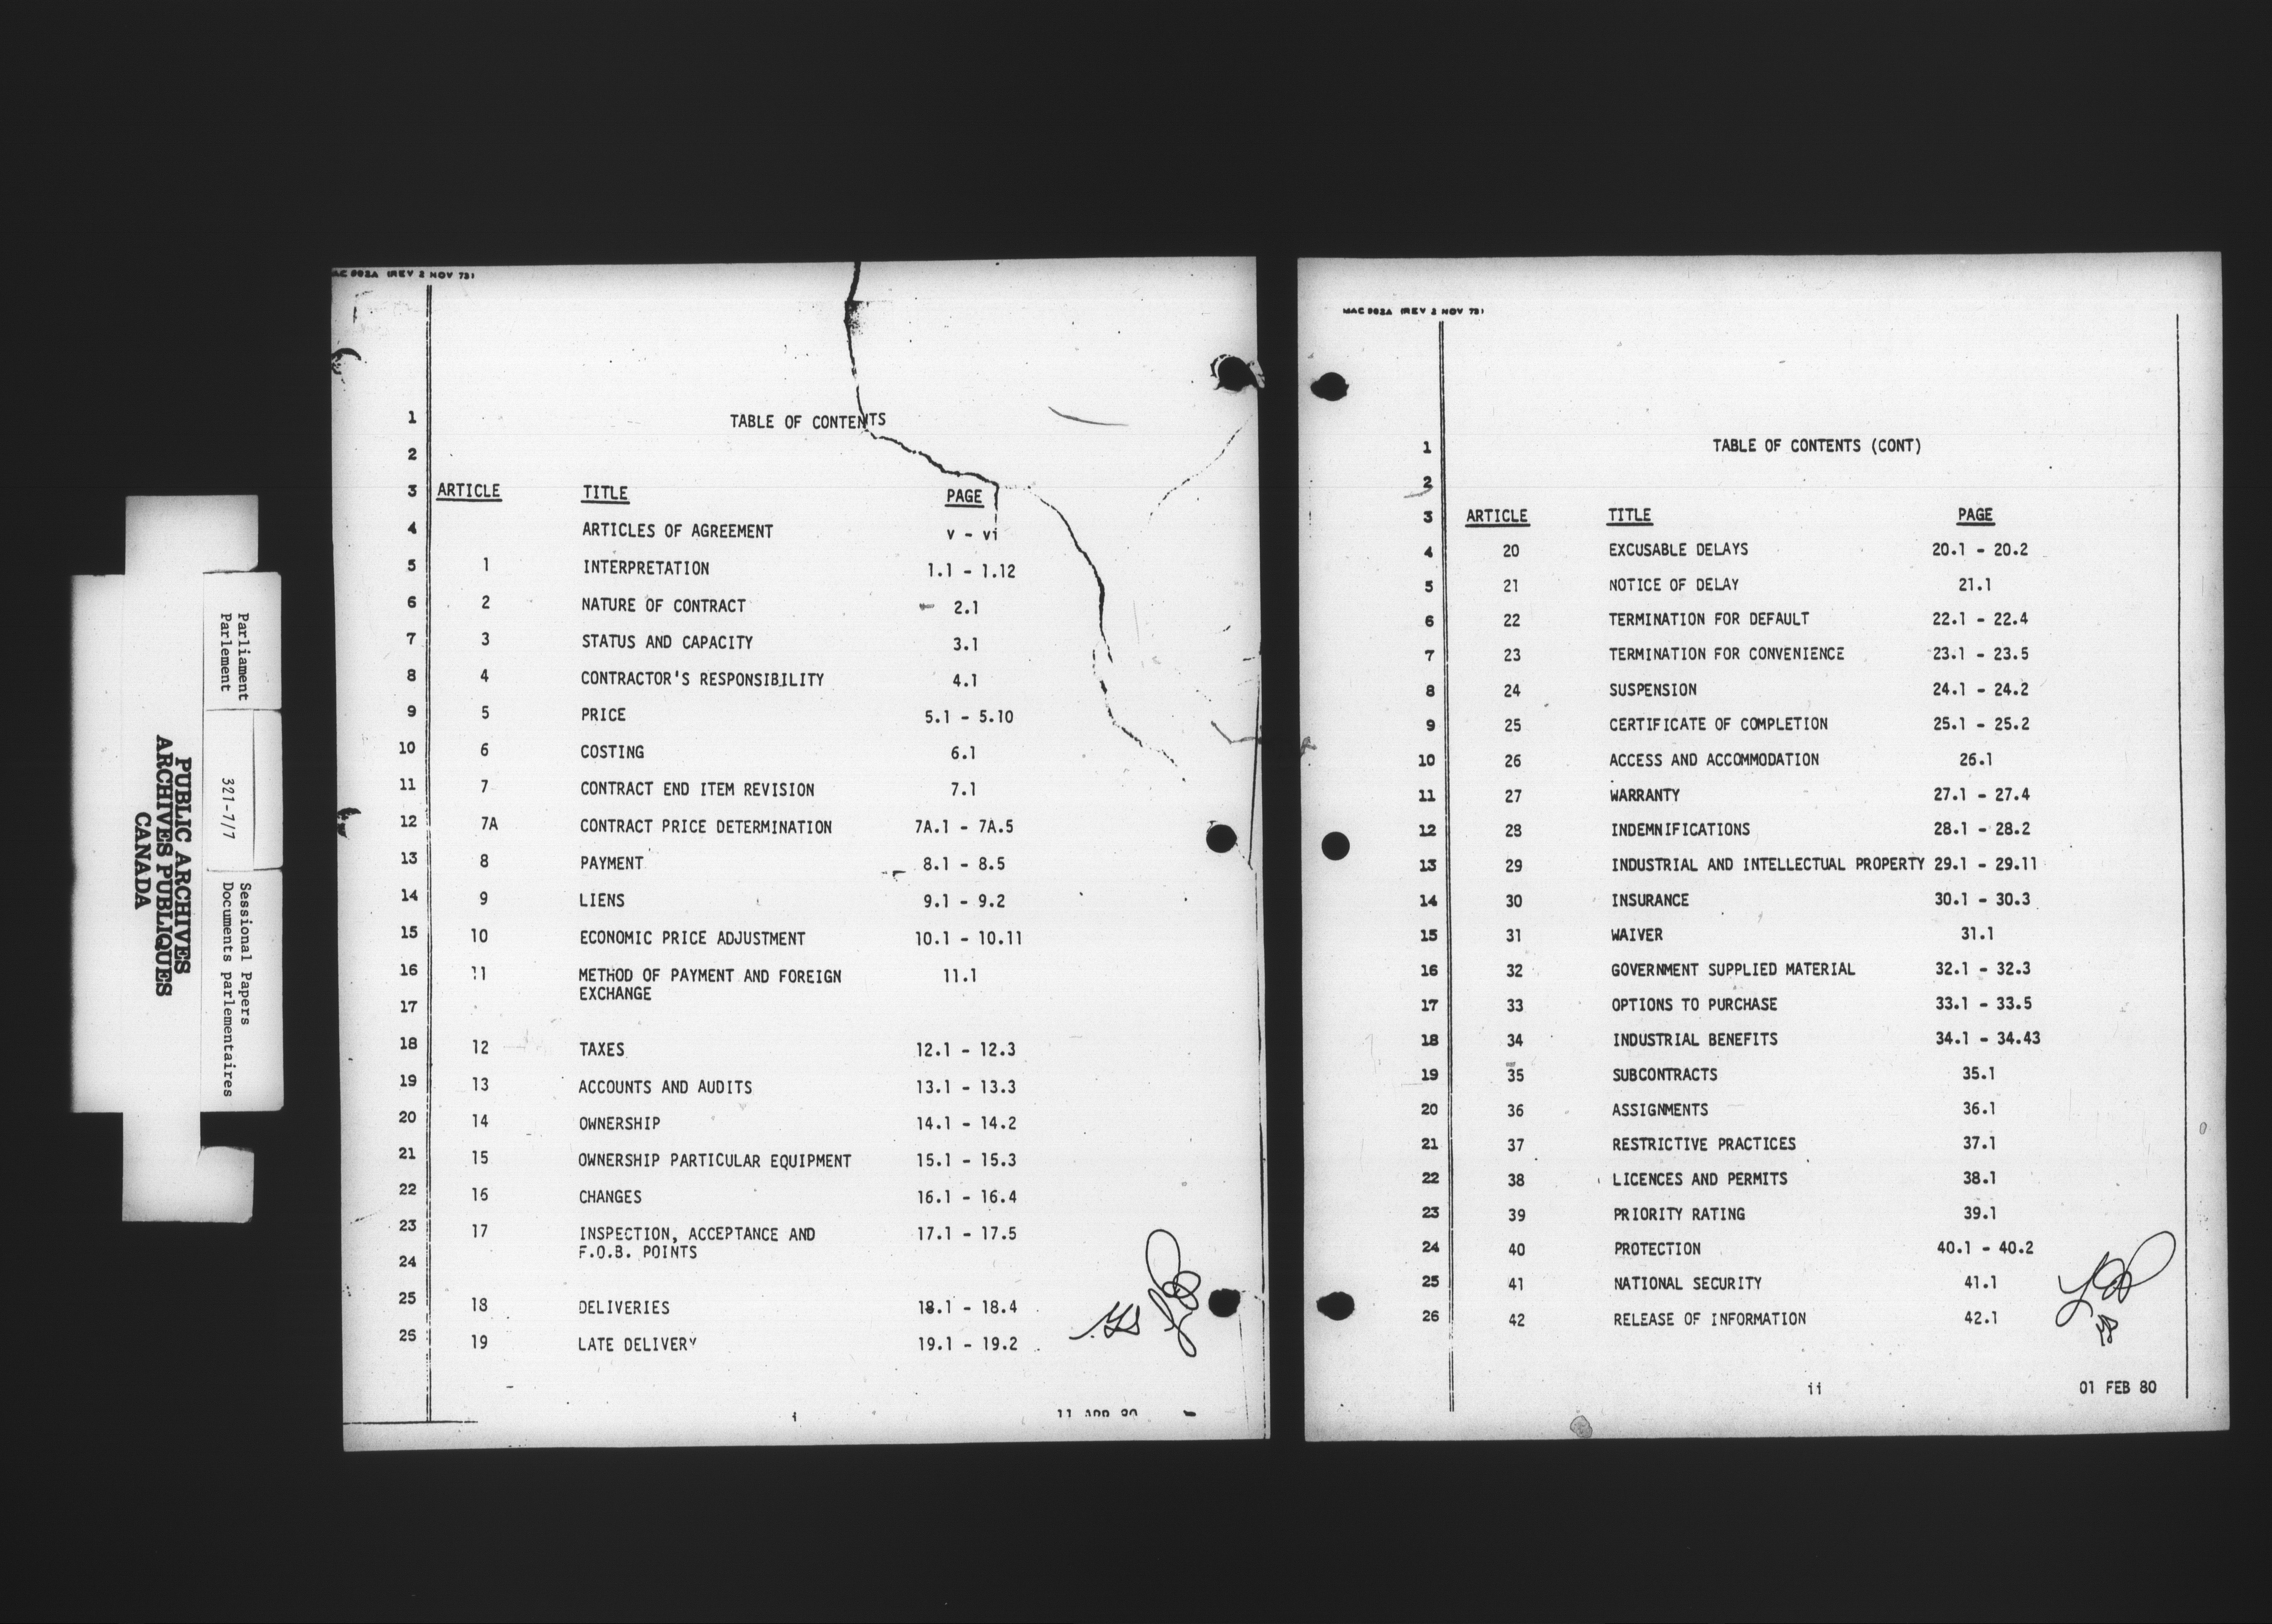 Parliament
Parlement
321-7/7
Sessional Papers
Documents parlementaires
PUBLIC ARCHIVES
ARCHIVES PUBLIQUES
CANADA
MAC 992A (REV 2 NOV 73)
1 TABLE OF CONTENTS
2
3 ARTICLE TITLE PAGE
4 ARTICLES OF AGREEMENT v - vi
5 1 INTERPRETATION 1.1 - 1.12
6 2 NATURE OF CONTRACT 2.1
7 3 STATUS AND CAPACITY 3.1
8 4 CONTRACTOR'S RESPONSIBILITY 4.1
9 5 PRICE 5.1 - 5.10
10 6 COSTING 6.1
11 7 CONTRACT END ITEM REVISION 7.1
12 7A CONTRACT PRICE DETERMINATION 7A.1 - 7A.5
13 8 PAYMENT 8.1 - 8.5
14 9 LIENS 9.1 - 9.2
15 10 ECONOMIC PRICE ADJUSTMENT 10.1 - 10.11
16 11 METHOD OF PAYMENT AND FOREIGN 11.1
EXCHANGE
17
18 12 TAXES 12.1 - 12.3
19 13 ACCOUNTS AND AUDITS 13.1 - 13.3
20 14 OWNERSHIP 14.1 - 14.2
21 15 OWNERSHIP PARTICULAR EQUIPMENT 15.1 - 15.3
22 16 CHANGES 16.1 - 16.4
23 17 INSPECTION, ACCEPTANCE AND 17.1 - 17.5
F.O.B. POINTS
24
25 18 DELIVERIES 18.1 - 18.4
26 19 LATE DELIVERY 19.1 - 19.2
i 11 APR 80
MAC 992A (REV 2 NOV 73)
1 TABLE OF CONTENTS (CONT)
2
3 ARTICLE TITLE PAGE
4 20 EXCUSABLE DELAYS 20.1 - 20.2
5 21 NOTICE OF DELAY 21.1
6 22 TERMINATION FOR DEFAULT 22.1 - 22.4
7 23 TERMINATION FOR CONVENIENCE 23.1 - 23.5
8 24 SUSPENSION 24.1 - 24.2
9 25 CERTIFICATE OF COMPLETION 25.1 - 25.2
10 26 ACCESS AND ACCOMMODATION 26.1
11 27 WARRANTY 27.1 - 27.4
12 28 INDEMNIFICATIONS 28.1 - 28.2
13 29 INDUSTRIAL AND INTELLECTUAL PROPERTY 29.1 - 29.11
14 30 INSURANCE 30.1 - 30.3
15 31 WAIVER 31.1
16 32 GOVERNMENT SUPPLIED MATERIAL 32.1 - 32.3
17 33 OPTIONS TO PURCHASE 33.1 - 33.5
18 34 INDUSTRIAL BENEFITS 34.1 - 34.43
19 35 SUBCONTRACTS 35.1
20 36 ASSIGNMENTS 36.1
21 37 RESTRICTIVE PRACTICES 37.1
22 38 LICENCES AND PERMITS 38.1
23 39 PRIORITY RATING 39.1
24 40 PROTECTION 40.1 - 40.2
25 41 NATIONAL SECURITY 41.1
26 42 RELEASE OF INFORMATION 42.1
ii 01 FEB 80